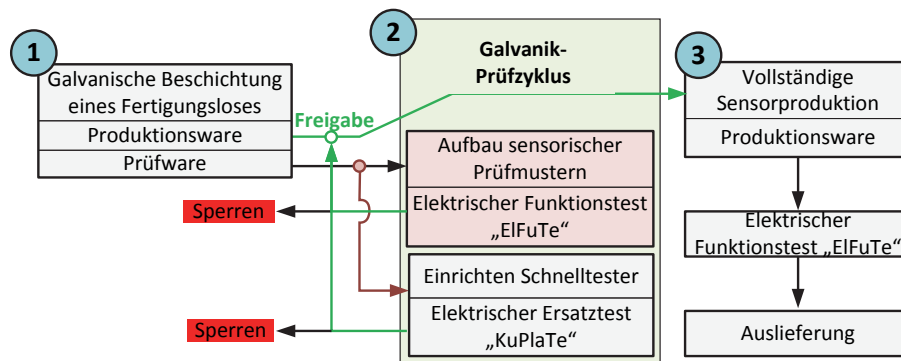 1
Galvanische Beschichtung
eines Fertigungsloses
Produktionsware
Prüfware
Freigabe
Sperren
Sperren
2
Galvanik-
Prüfzyklus
Aufbau sensorischer
Prüfmustern
Elektrischer Funktionstest
„ElFuTe“
Einrichten Schnelltester
Elektrischer Ersatztest
„KuPlaTe“
3
Vollständige
Sensorproduktion
Produktionsware
Elektrischer
Funktionstest „ElFuTe“
Auslieferung